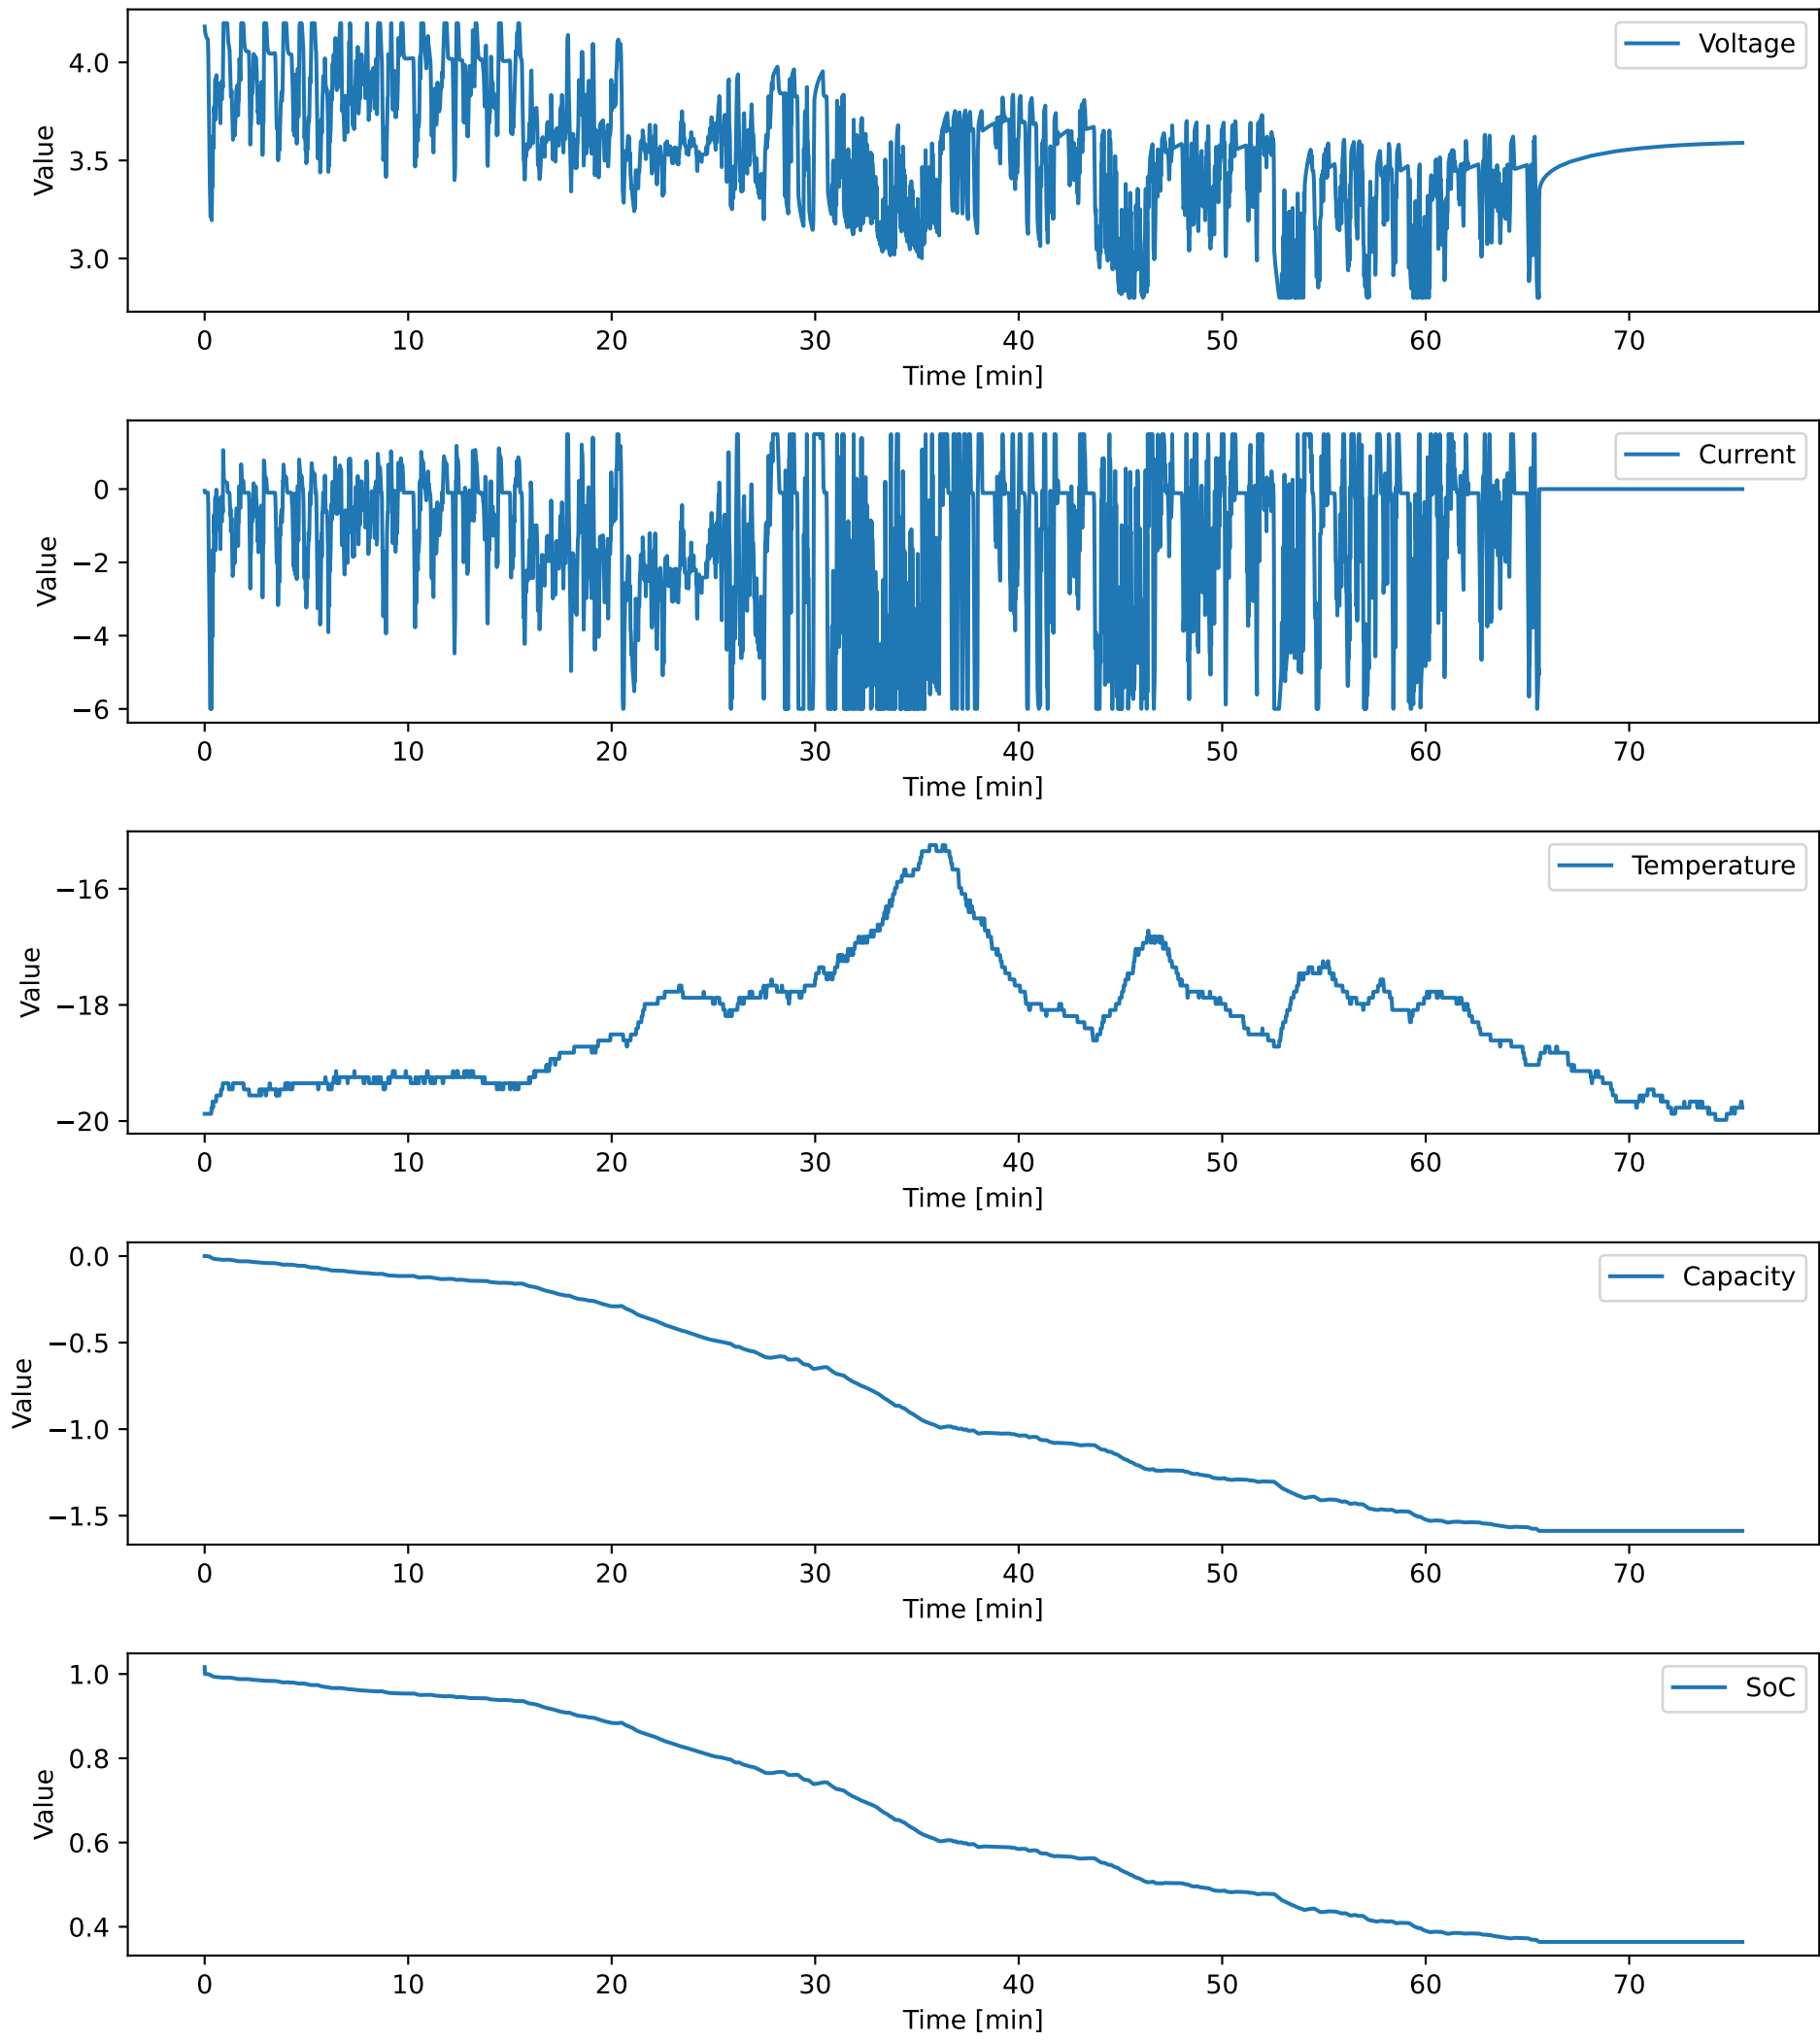 Voltage
4.0
3.5
3.0
Value
0 10 20 30 40 50 60 70
Time [min]
Current
0
−2
−4
−6
Value
0 10 20 30 40 50 60 70
Time [min]
Temperature
−16
−18
−20
Value
0 10 20 30 40 50 60 70
Time [min]
Capacity
0.0
−0.5
−1.0
−1.5
Value
0 10 20 30 40 50 60 70
Time [min]
SoC
1.0
0.8
0.6
0.4
Value
0 10 20 30 40 50 60 70
Time [min]